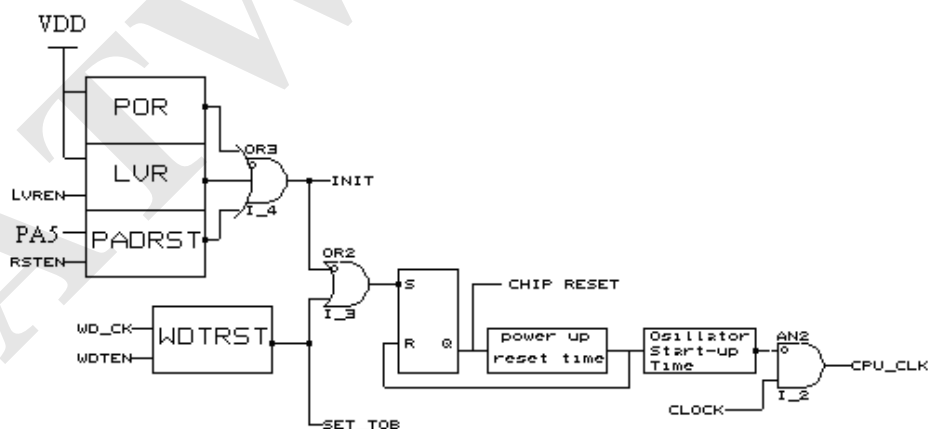 VDD
POR
OR3
LVR
LVREN
INIT
I_4
PA5
PADRST
RSTEN
OR2
S
CHIP RESET
I_3
WD_CK
WDTRST
WDTEN
R
Q
power up
reset time
Oscillator
Start-up
Time
AN2
CPU_CLK
I_2
CLOCK
SET TOB